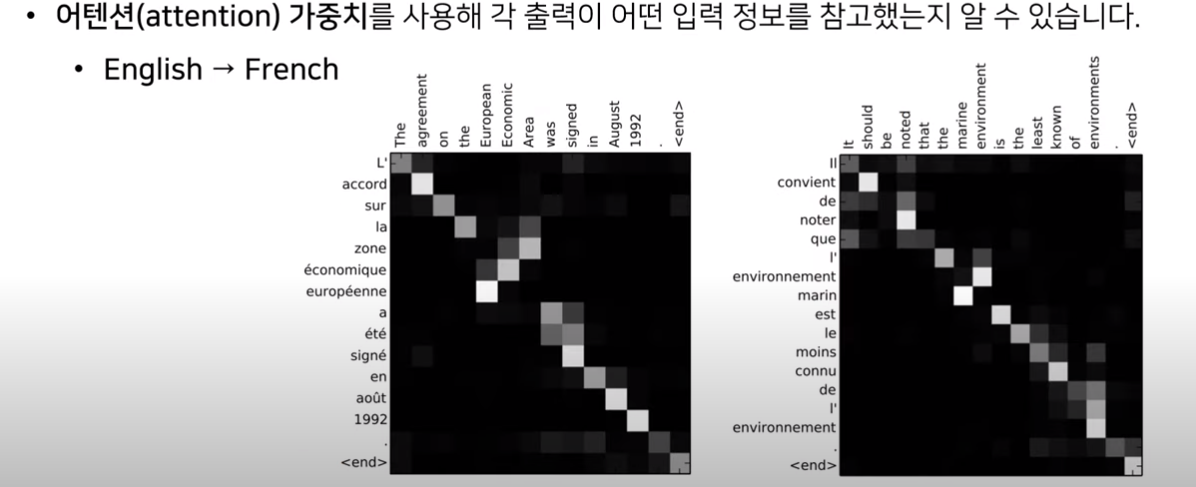 • 어텐션(attention) 가중치를 사용해 각 출력이 어떤 입력 정보를 참고했는지 알 수 있습니다.
• English → French
The agreement on the European Economic Area was signed in August 1992 . <end>
L'
accord
sur
la
zone
économique
européenne
a
été
signé
en
août
1992
.
<end>
It should be noted that the marine environment is the least known of environments . <end>
Il
convient
de
noter
que
l'
environnement
marin
est
le
moins
connu
de
l'
environnement
.
<end>